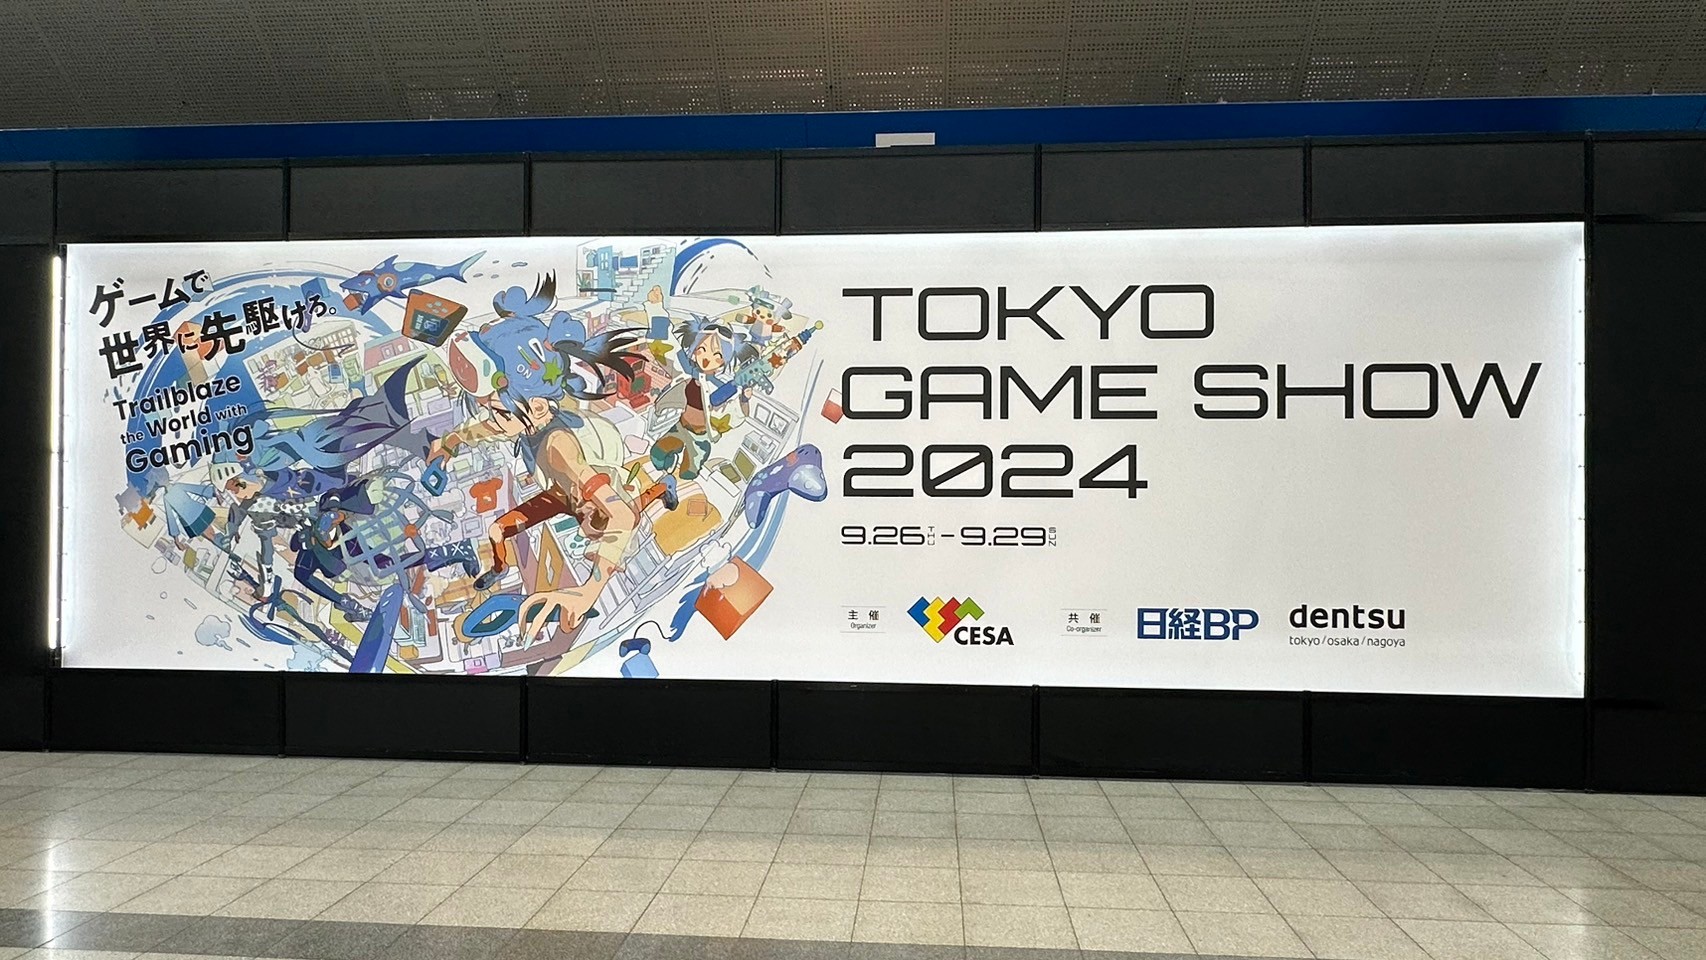 ゲームで
世界に先駆けろ。
Trailblaze
the World with
Gaming
ON
TOKYO
GAME SHOW
2024
9.26 THU - 9.29 SUN
主催
Organizer
CESA
共催
Co-organizer
日経BP
dentsu
tokyo/osaka/nagoya